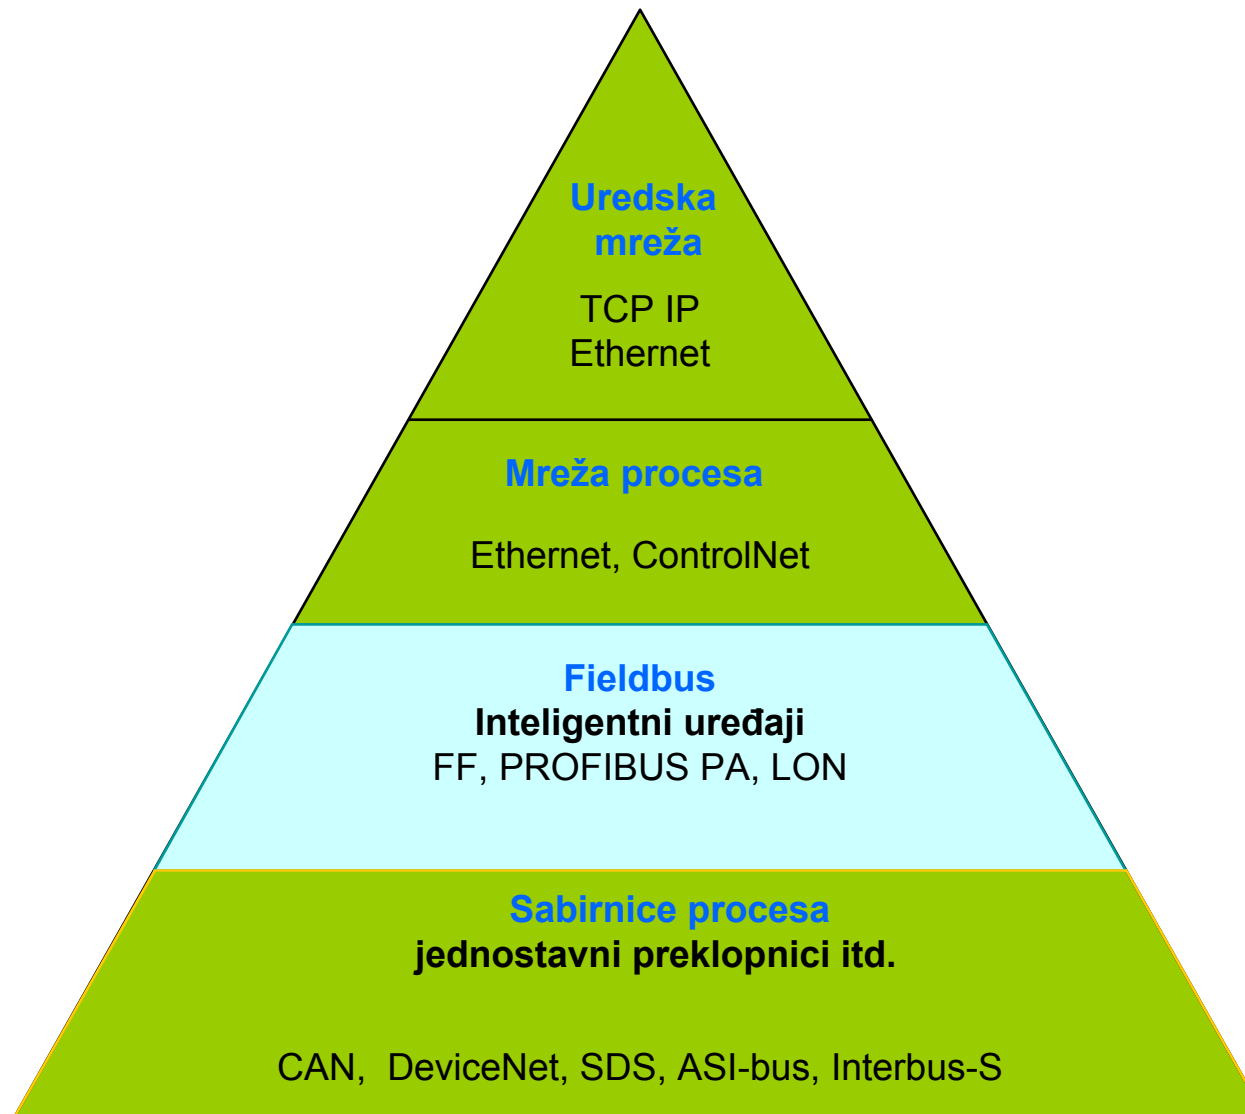 Uredska
mreža
TCP IP
Ethernet
Mreža procesa
Ethernet, ControlNet
Fieldbus
Inteligentni uređaji
FF, PROFIBUS PA, LON
Sabirnice procesa
jednostavni preklopnici itd.
CAN, DeviceNet, SDS, ASI-bus, Interbus-S